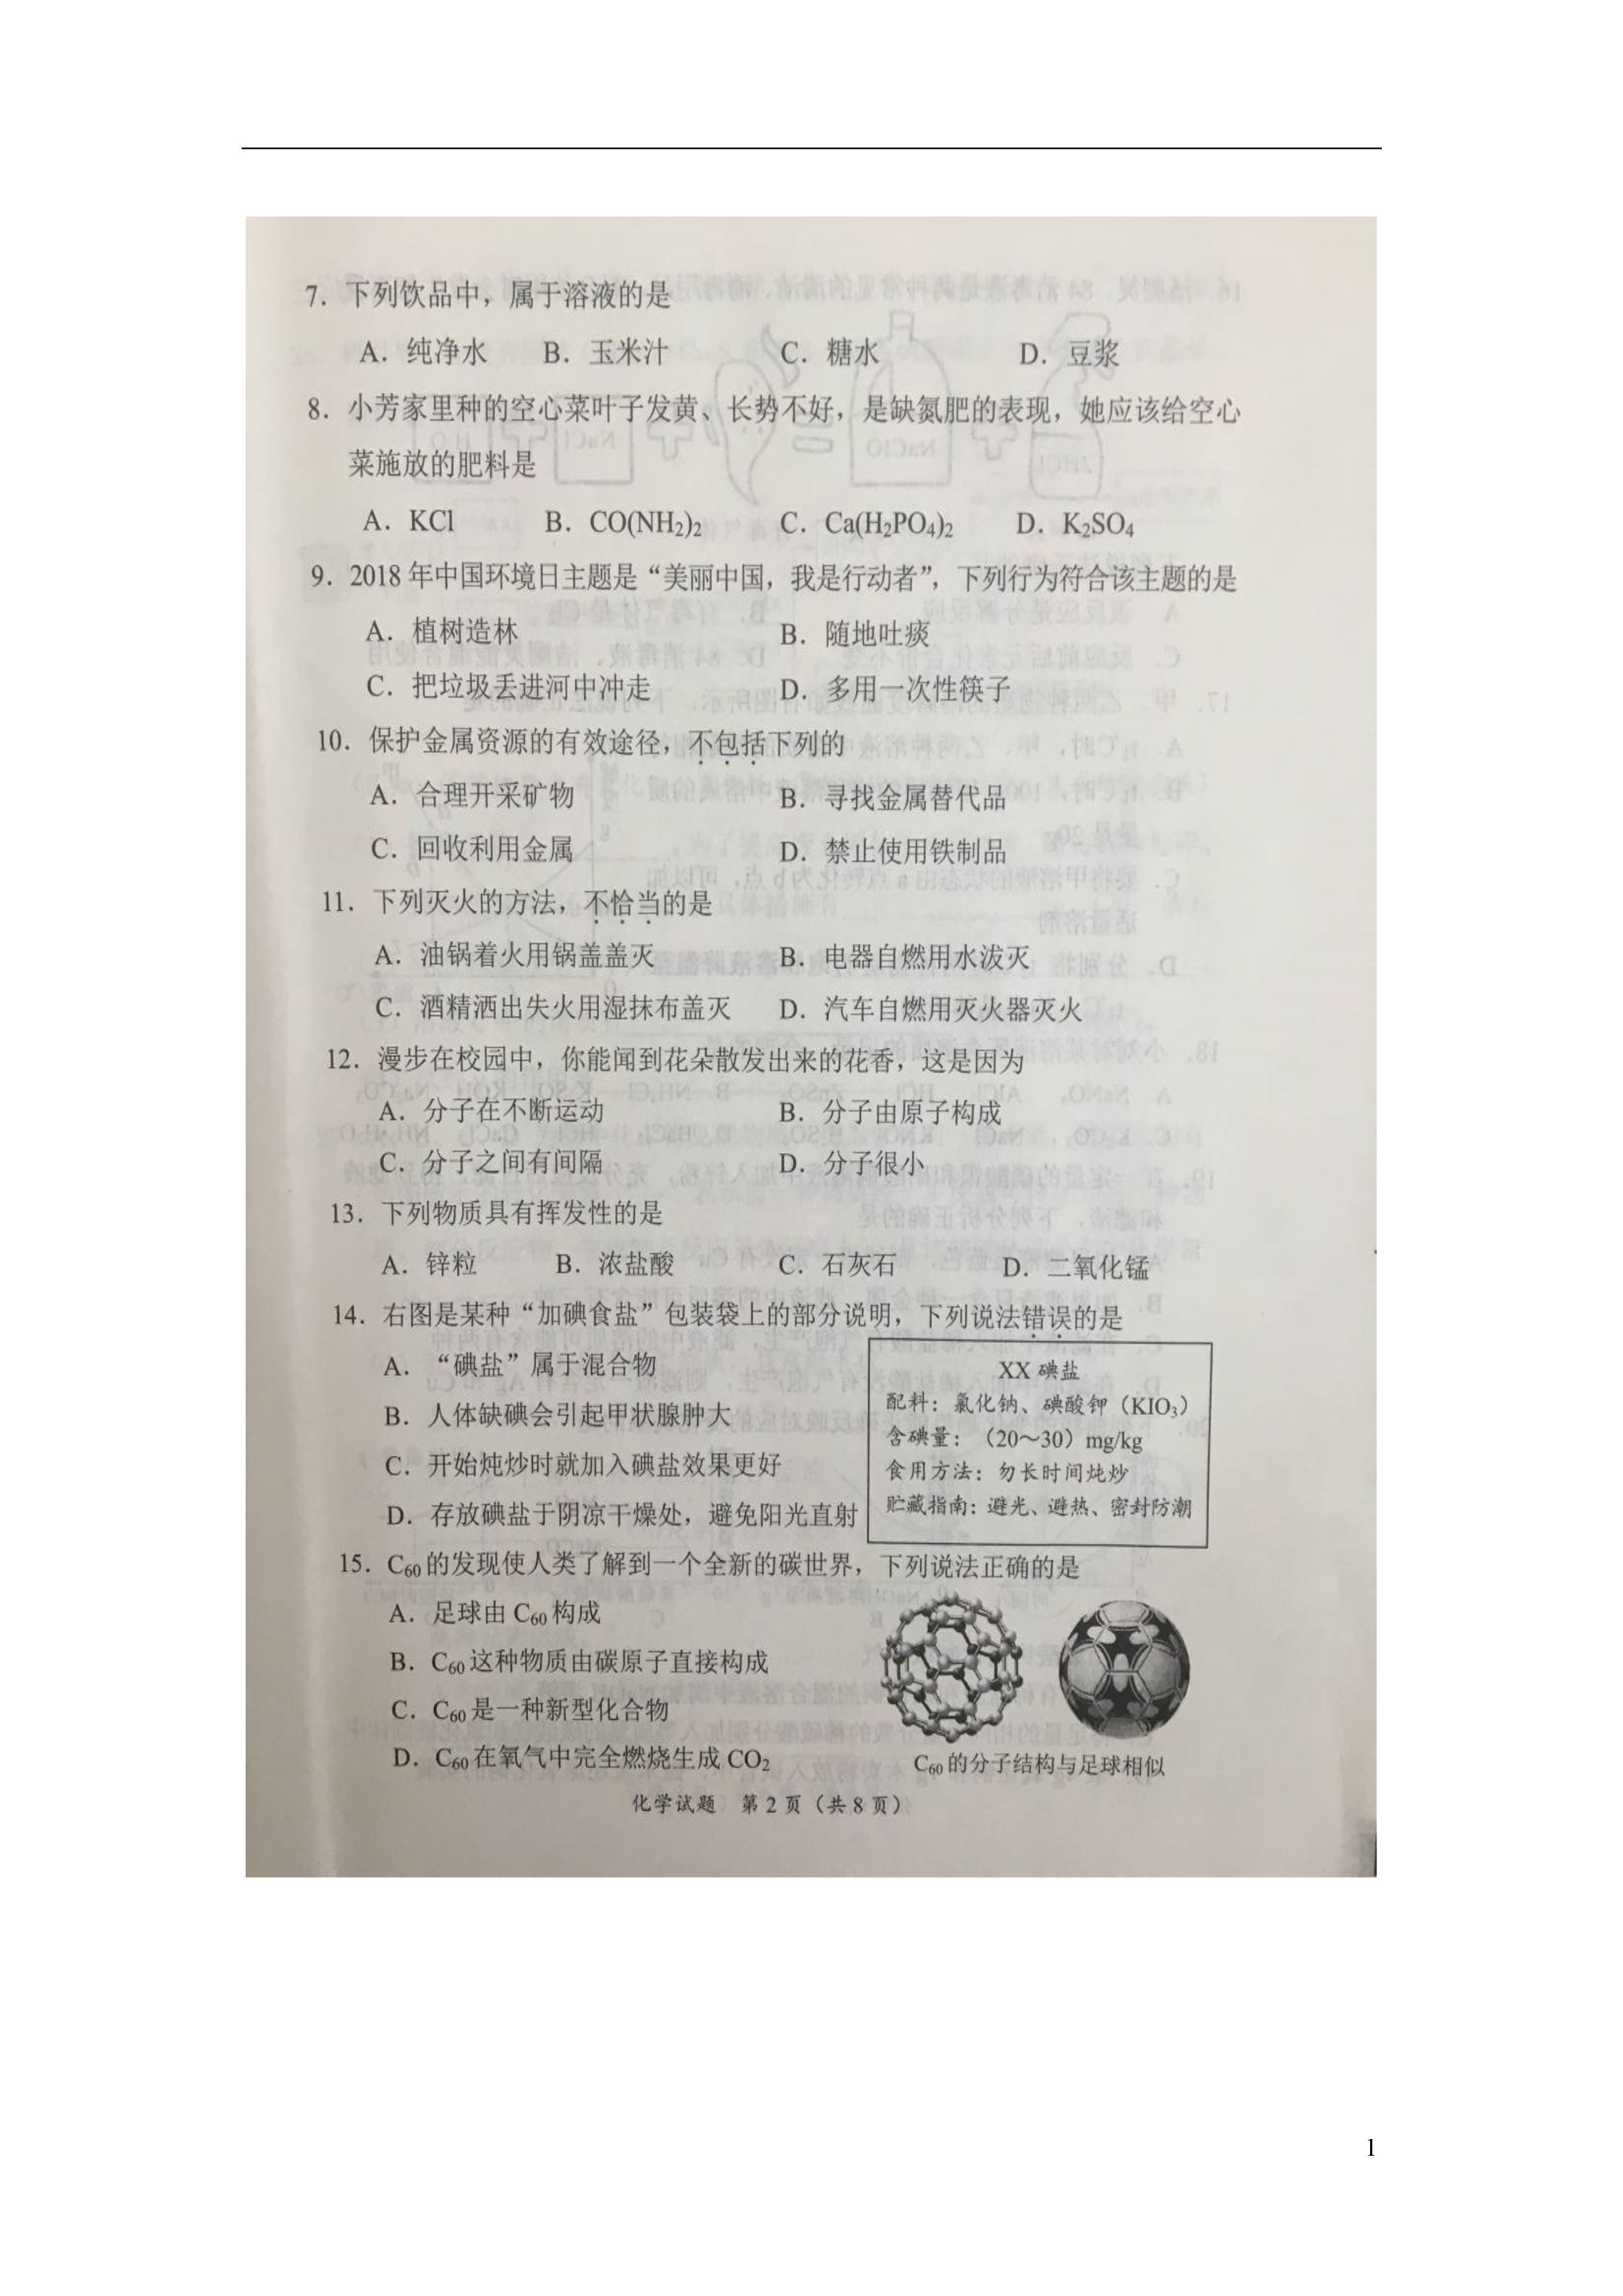 7．下列饮品中，属于溶液的是
A．纯净水 B．玉米汁 C．糖水 D．豆浆
8．小芳家里种的空心菜叶子发黄、长势不好，是缺氮肥的表现，她应该给空心
菜施放的肥料是
A．KCl B．CO(NH₂)₂ C．Ca(H₂PO₄)₂ D．K₂SO₄
9．2018 年中国环境日主题是“美丽中国，我是行动者”，下列行为符合该主题的是
A．植树造林 B．随地吐痰
C．把垃圾丢进河中冲走 D．多用一次性筷子
10．保护金属资源的有效途径，不包括下列的
A．合理开采矿物 B．寻找金属替代品
C．回收利用金属 D．禁止使用铁制品
11．下列灭火的方法，不恰当的是
A．油锅着火用锅盖盖灭 B．电器自燃用水泼灭
C．酒精洒出失火用湿抹布盖灭 D．汽车自燃用灭火器灭火
12．漫步在校园中，你能闻到花朵散发出来的花香，这是因为
A．分子在不断运动 B．分子由原子构成
C．分子之间有间隔 D．分子很小
13．下列物质具有挥发性的是
A．锌粒 B．浓盐酸 C．石灰石 D．二氧化锰
14．右图是某种“加碘食盐”包装袋上的部分说明，下列说法错误的是
A．“碘盐”属于混合物
B．人体缺碘会引起甲状腺肿大
C．开始炖炒时就加入碘盐效果更好
D．存放碘盐于阴凉干燥处，避免阳光直射
XX 碘盐
配料：氯化钠、碘酸钾（KIO₃）
含碘量：（20～30）mg/kg
食用方法：勿长时间炖炒
贮藏指南：避光、避热、密封防潮
15．C₆₀的发现使人类了解到一个全新的碳世界，下列说法正确的是
A．足球由 C₆₀构成
B．C₆₀这种物质由碳原子直接构成
C．C₆₀是一种新型化合物
D．C₆₀在氧气中完全燃烧生成 CO₂
C₆₀的分子结构与足球相似
化学试题 第 2 页（共 8 页）
1